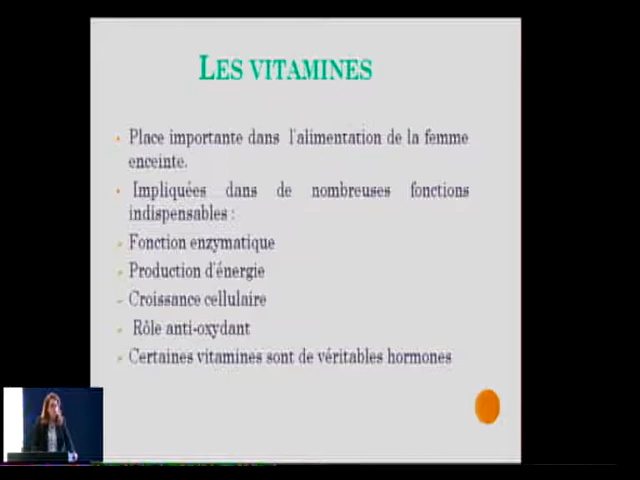 LES VITAMINES
Place importante dans l'alimentation de la femme
enceinte.
Impliquées dans de nombreuses fonctions
indispensables :
Fonction enzymatique
Production d'énergie
Croissance cellulaire
Rôle anti-oxydant
Certaines vitamines sont de véritables hormones